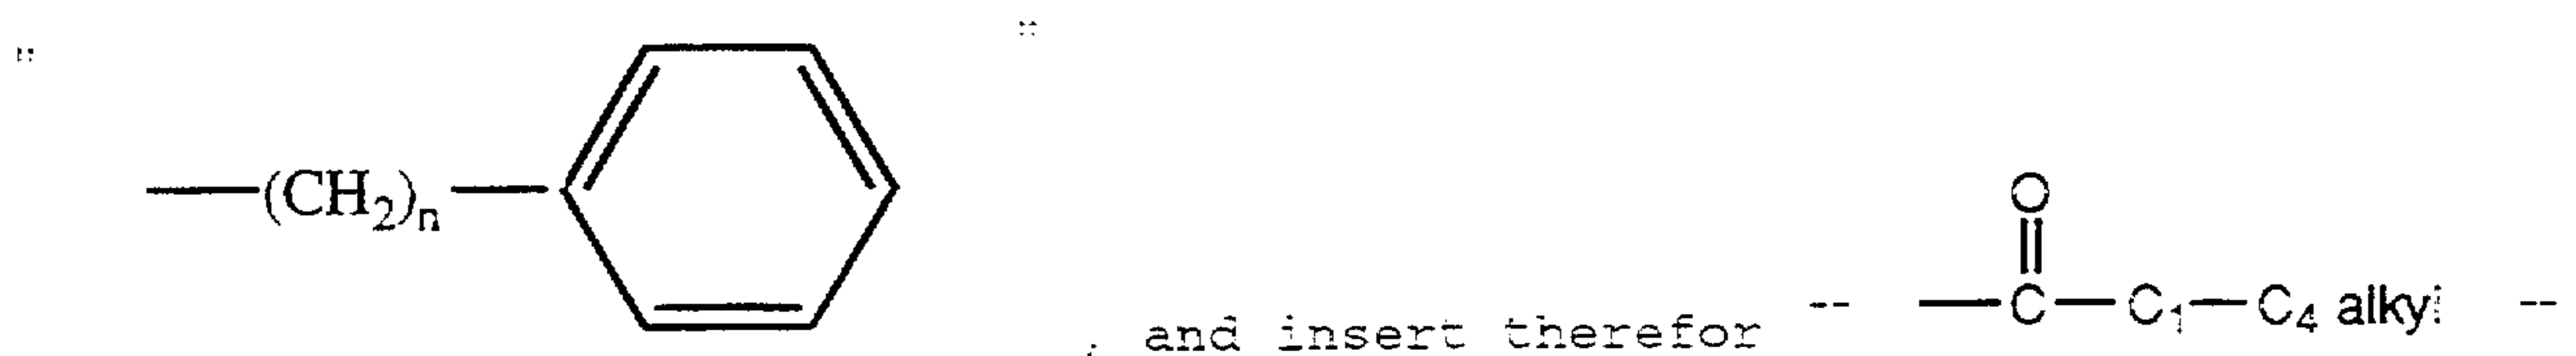 " —(CH₂)ₙ— "
O
, and insert therefor -- —C—C₁—C₄ alkyl --